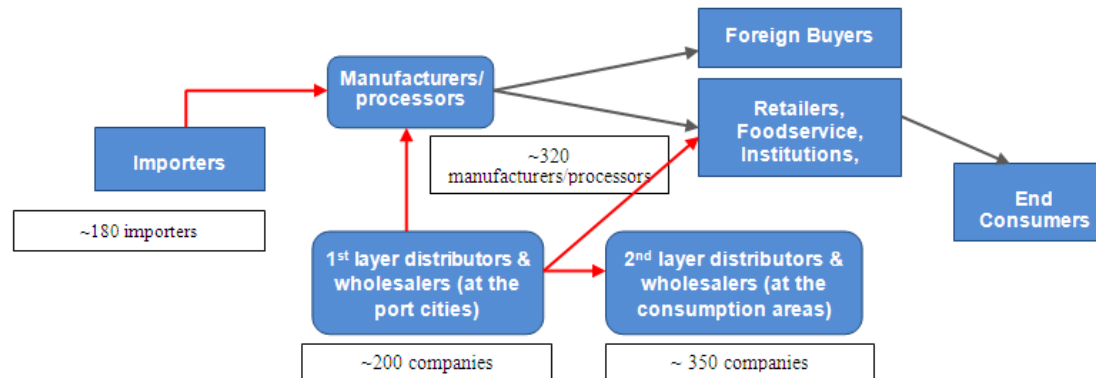 Foreign Buyers
Manufacturers/
processors
Retailers,
Foodservice,
Institutions,
Importers
~320
manufacturers/processors
~180 importers
End
Consumers
1st layer distributors &
wholesalers (at the
port cities)
2nd layer distributors &
wholesalers (at the
consumption areas)
~200 companies
~ 350 companies